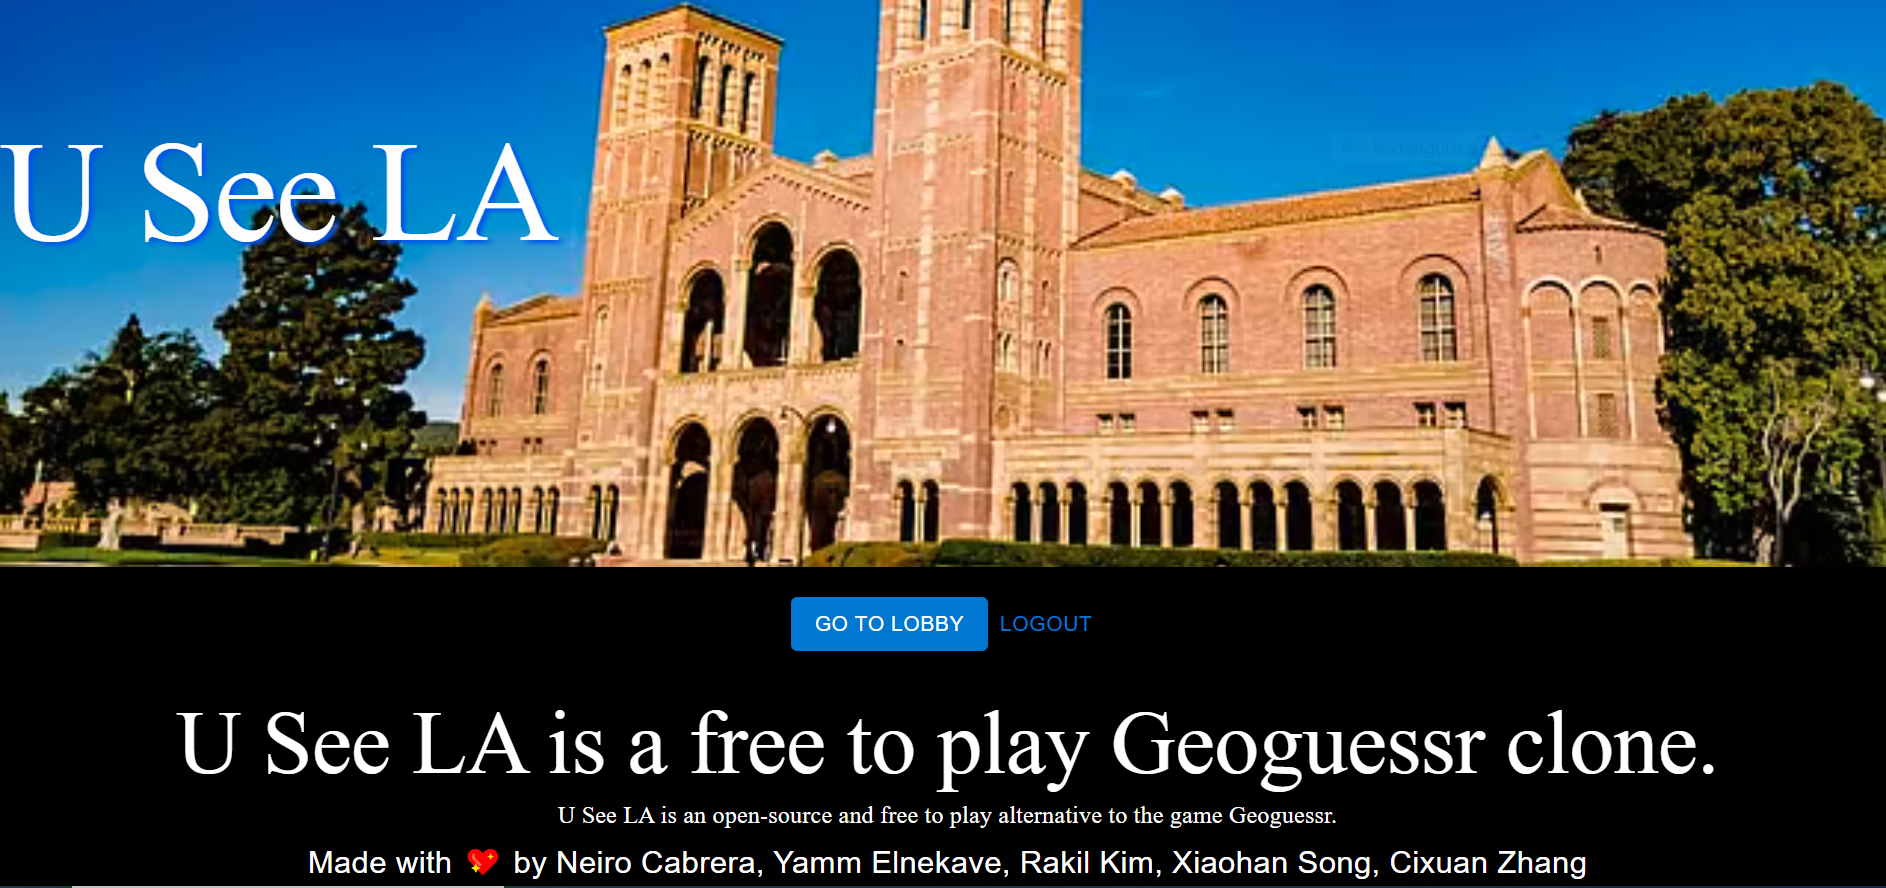 U See LA
GO TO LOBBY LOGOUT
U See LA is a free to play Geoguessr clone.
U See LA is an open-source and free to play alternative to the game Geoguessr.
Made with 💖 by Neiro Cabrera, Yamm Elnekave, Rakil Kim, Xiaohan Song, Cixuan Zhang